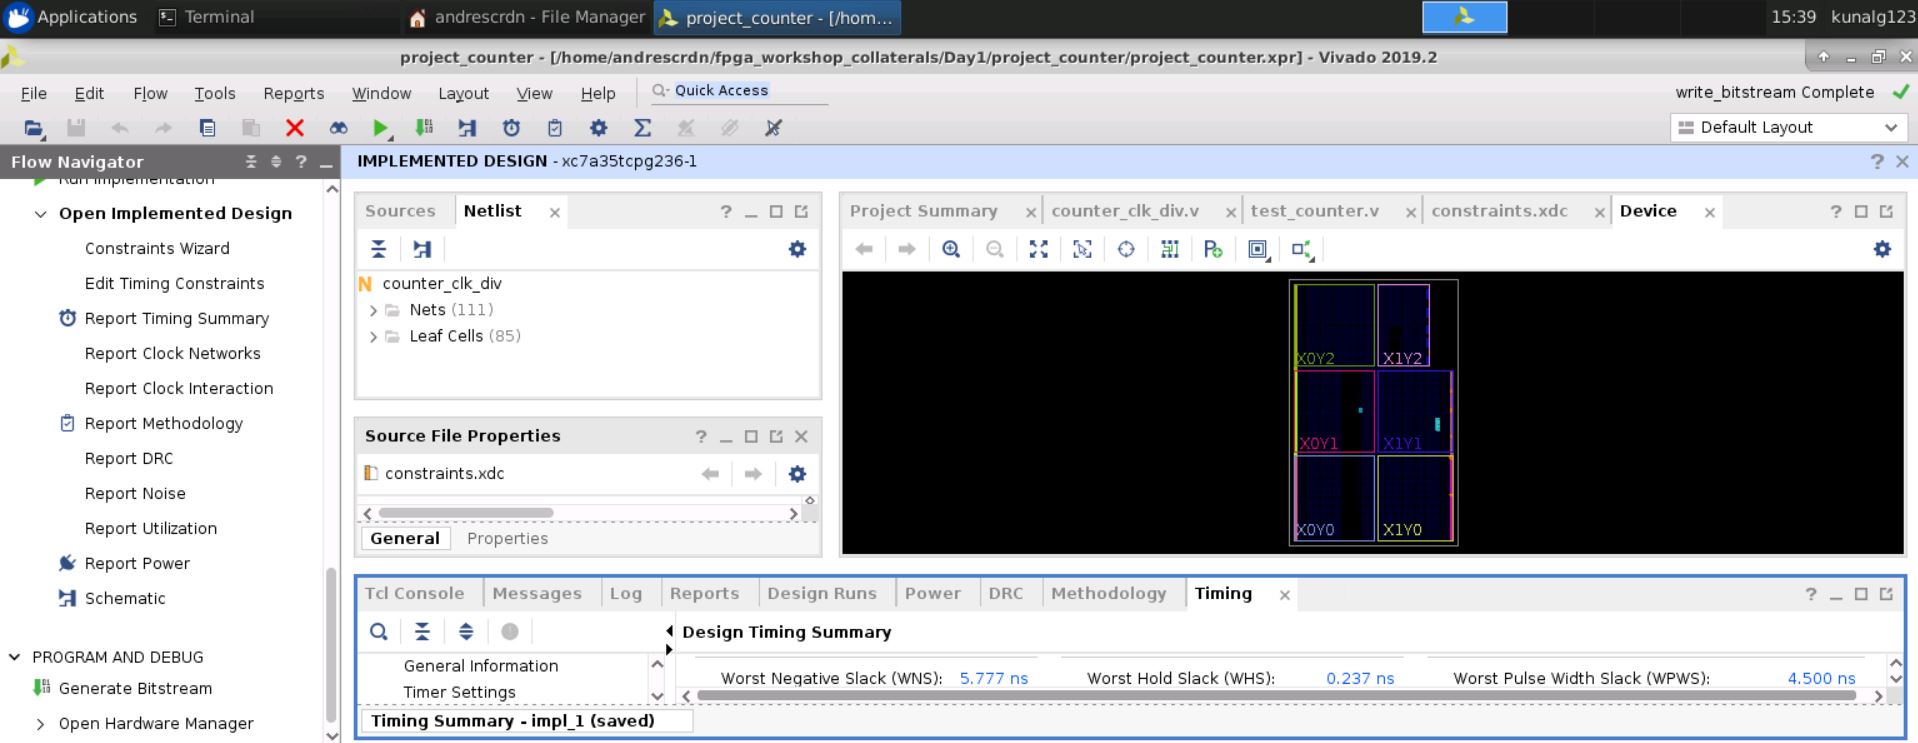 Applications Terminal andrescrdn - File Manager project_counter - [/hom... 15:39 kunalg123
project_counter - [/home/andrescrdn/fpga_workshop_collaterals/Day1/project_counter/project_counter.xpr] - Vivado 2019.2
File Edit Flow Tools Reports Window Layout View Help Quick Access write_bitstream Complete
Default Layout
Flow Navigator
IMPLEMENTED DESIGN - xc7a35tcpg236-1
Run Implementation
Open Implemented Design
Constraints Wizard
Edit Timing Constraints
Report Timing Summary
Report Clock Networks
Report Clock Interaction
Report Methodology
Report DRC
Report Noise
Report Utilization
Report Power
Schematic
PROGRAM AND DEBUG
Generate Bitstream
Open Hardware Manager
Sources Netlist
counter_clk_div
Nets (111)
Leaf Cells (85)
Source File Properties
constraints.xdc
General Properties
Project Summary counter_clk_div.v test_counter.v constraints.xdc Device
X0Y2 X1Y2
X0Y1 X1Y1
X0Y0 X1Y0
Tcl Console Messages Log Reports Design Runs Power DRC Methodology Timing
Design Timing Summary
General Information
Timer Settings
Worst Negative Slack (WNS): 5.777 ns Worst Hold Slack (WHS): 0.237 ns Worst Pulse Width Slack (WPWS): 4.500 ns
Timing Summary - impl_1 (saved)